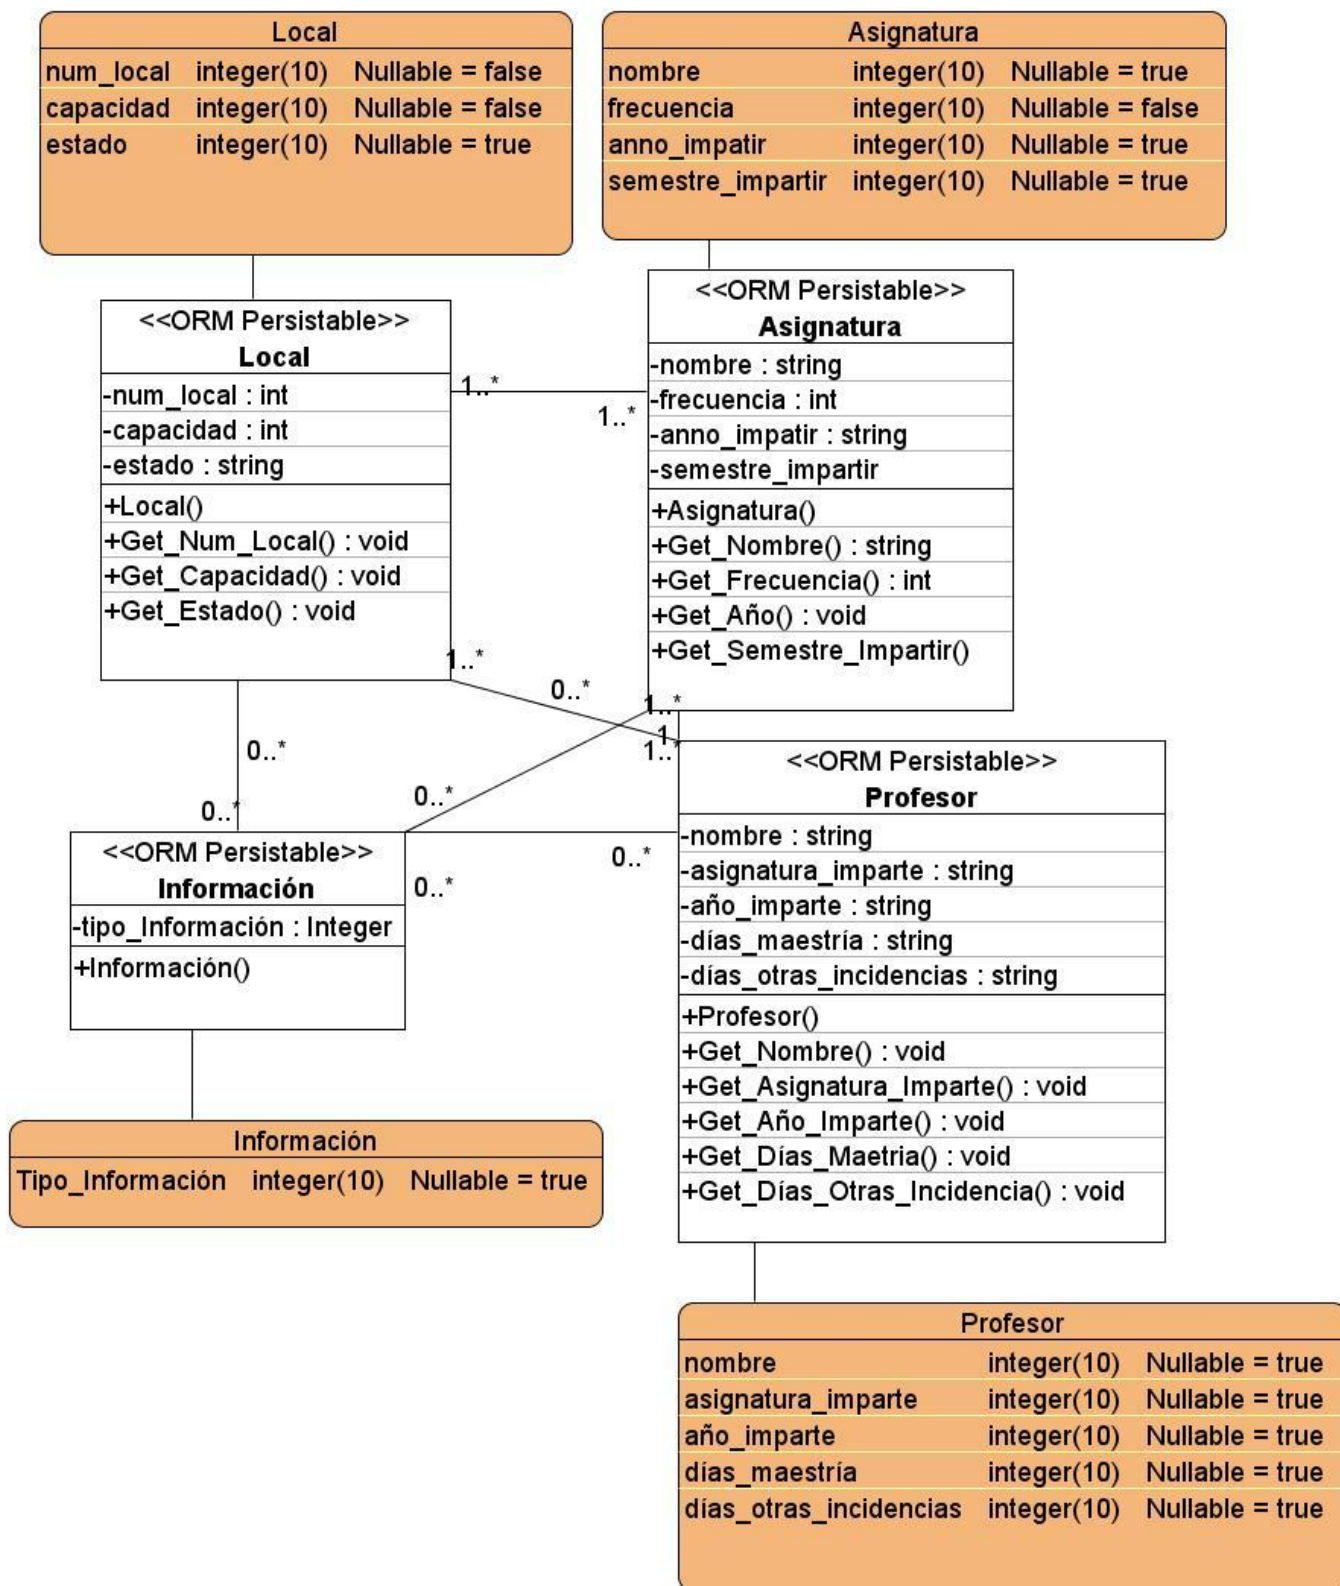 Local
num_local integer(10) Nullable = false
capacidad integer(10) Nullable = false
estado integer(10) Nullable = true
Asignatura
nombre integer(10) Nullable = true
frecuencia integer(10) Nullable = false
anno_impatir integer(10) Nullable = true
semestre_impartir integer(10) Nullable = true
<<ORM Persistable>>
Local
-num_local : int
-capacidad : int
-estado : string
+Local()
+Get_Num_Local() : void
+Get_Capacidad() : void
+Get_Estado() : void
1..*
1..*
<<ORM Persistable>>
Asignatura
-nombre : string
-frecuencia : int
-anno_impatir : string
-semestre_impartir
+Asignatura()
+Get_Nombre() : string
+Get_Frecuencia() : int
+Get_Año() : void
+Get_Semestre_Impartir()
1..*
0..*
1..*
1
1..*
0..*
0..*
0..*
0..*
0..*
<<ORM Persistable>>
Información
-tipo_Información : Integer
+Información()
<<ORM Persistable>>
Profesor
-nombre : string
-asignatura_imparte : string
-año_imparte : string
-días_maestría : string
-días_otras_incidencias : string
+Profesor()
+Get_Nombre() : void
+Get_Asignatura_Imparte() : void
+Get_Año_Imparte() : void
+Get_Días_Maetria() : void
+Get_Días_Otras_Incidencia() : void
Información
Tipo_Información integer(10) Nullable = true
Profesor
nombre integer(10) Nullable = true
asignatura_imparte integer(10) Nullable = true
año_imparte integer(10) Nullable = true
días_maestría integer(10) Nullable = true
días_otras_incidencias integer(10) Nullable = true